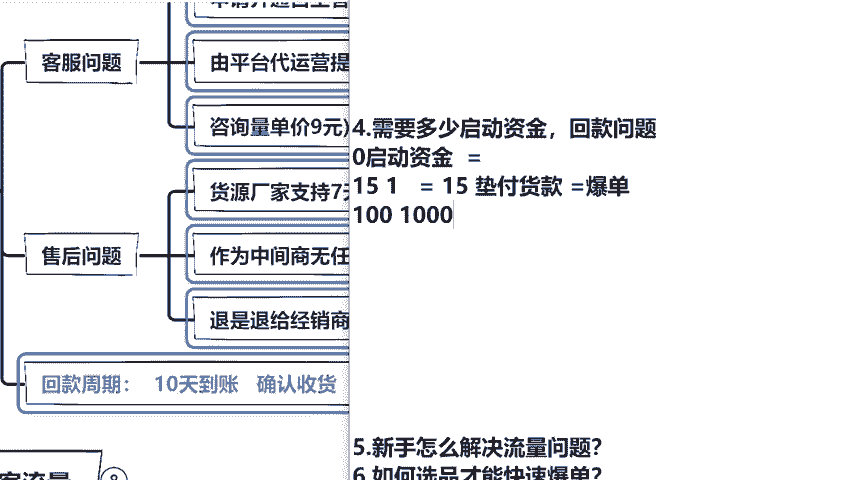 客服问题
由平台代运营提
咨询量单价9元)
货源厂家支持7天
售后问题
作为中间商无任
退是退给经销商
回款周期： 10天到账 确认收货
4.需要多少启动资金，回款问题
0启动资金 =
15 1 = 15 垫付货款 =爆单
100 1000
5.新手怎么解决流量问题？
6.如何选品才能快速爆单？